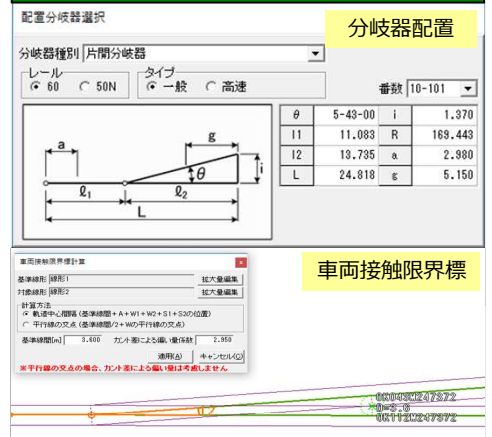 配置分岐器選択
分岐器配置
分岐器種別 片開分岐器
レール タイプ
60 50N 一般 高速 番数 10-101
θ 5-43-00 i 1.370
l1 11.083 R 169.443
l2 13.735 a 2.980
L 24.818 g 5.150
a g θ i
ℓ1 ℓ2
L
車両接触限界標
車両接触限界標計算
基準線形 線形1 拡大量編集
対象線形 線形2 拡大量編集
計算方法
軌道中心間隔 (基準線間+A+W1+W2+S1+S2の位置)
平行線の交点 (基準線間/2+Wの平行線の交点)
基準線間[m] 3.600 カント差による偏い量係数 2.950
適用(A) キャンセル(C)
※平行線の交点の場合、カント差による偏い量は考慮しません
0K043M247372
D=3.6
0K112M247372